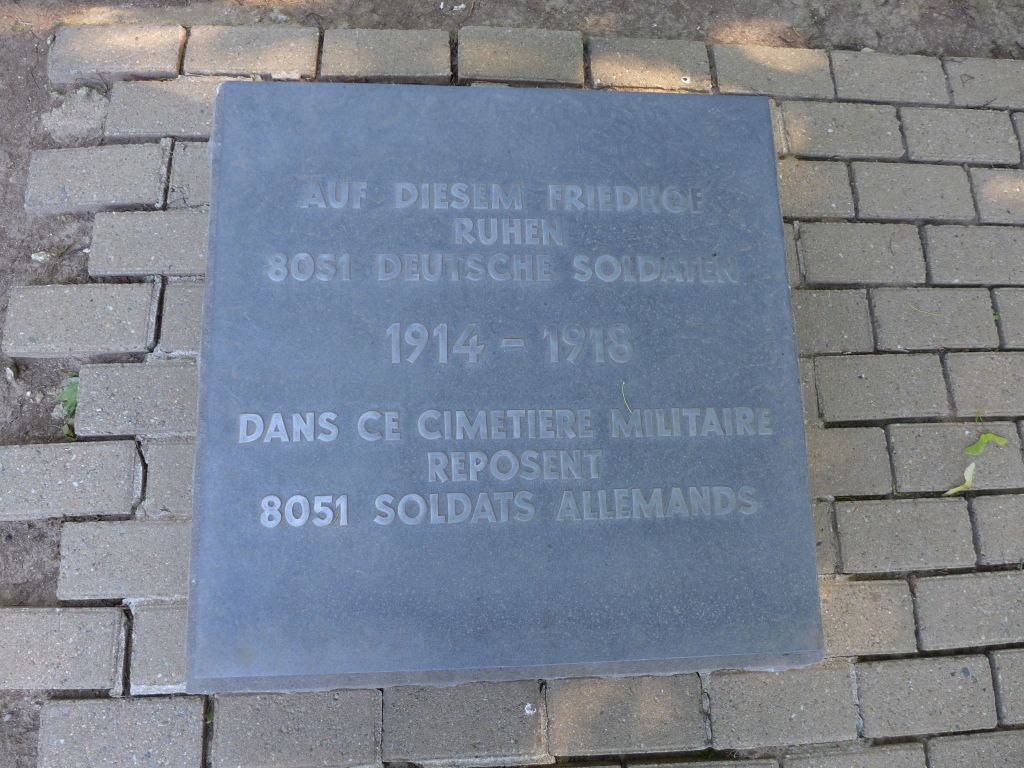 AUF DIESEM FRIEDHOF
RUHEN
8051 DEUTSCHE SOLDATEN
1914 - 1918
DANS CE CIMETIERE MILITAIRE
REPOSENT
8051 SOLDATS ALLEMANDS